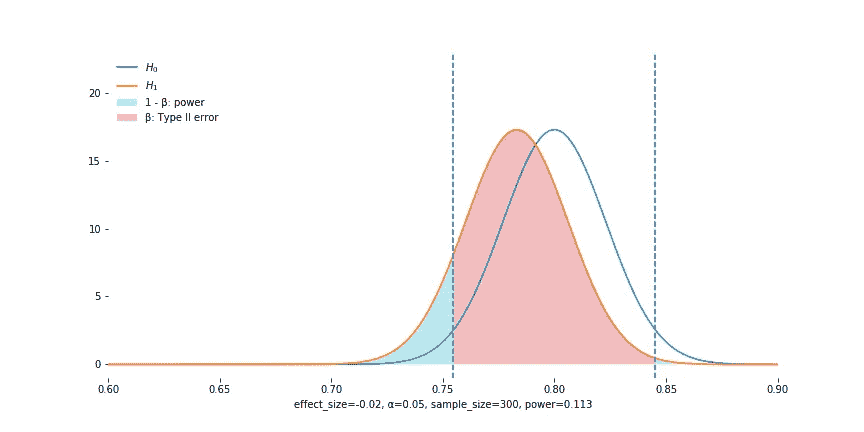 H₀
H₁
1 - β: power
β: Type II error
20
15
10
5
0
0.60 0.65 0.70 0.75 0.80 0.85 0.90
effect_size=-0.02, α=0.05, sample_size=300, power=0.113